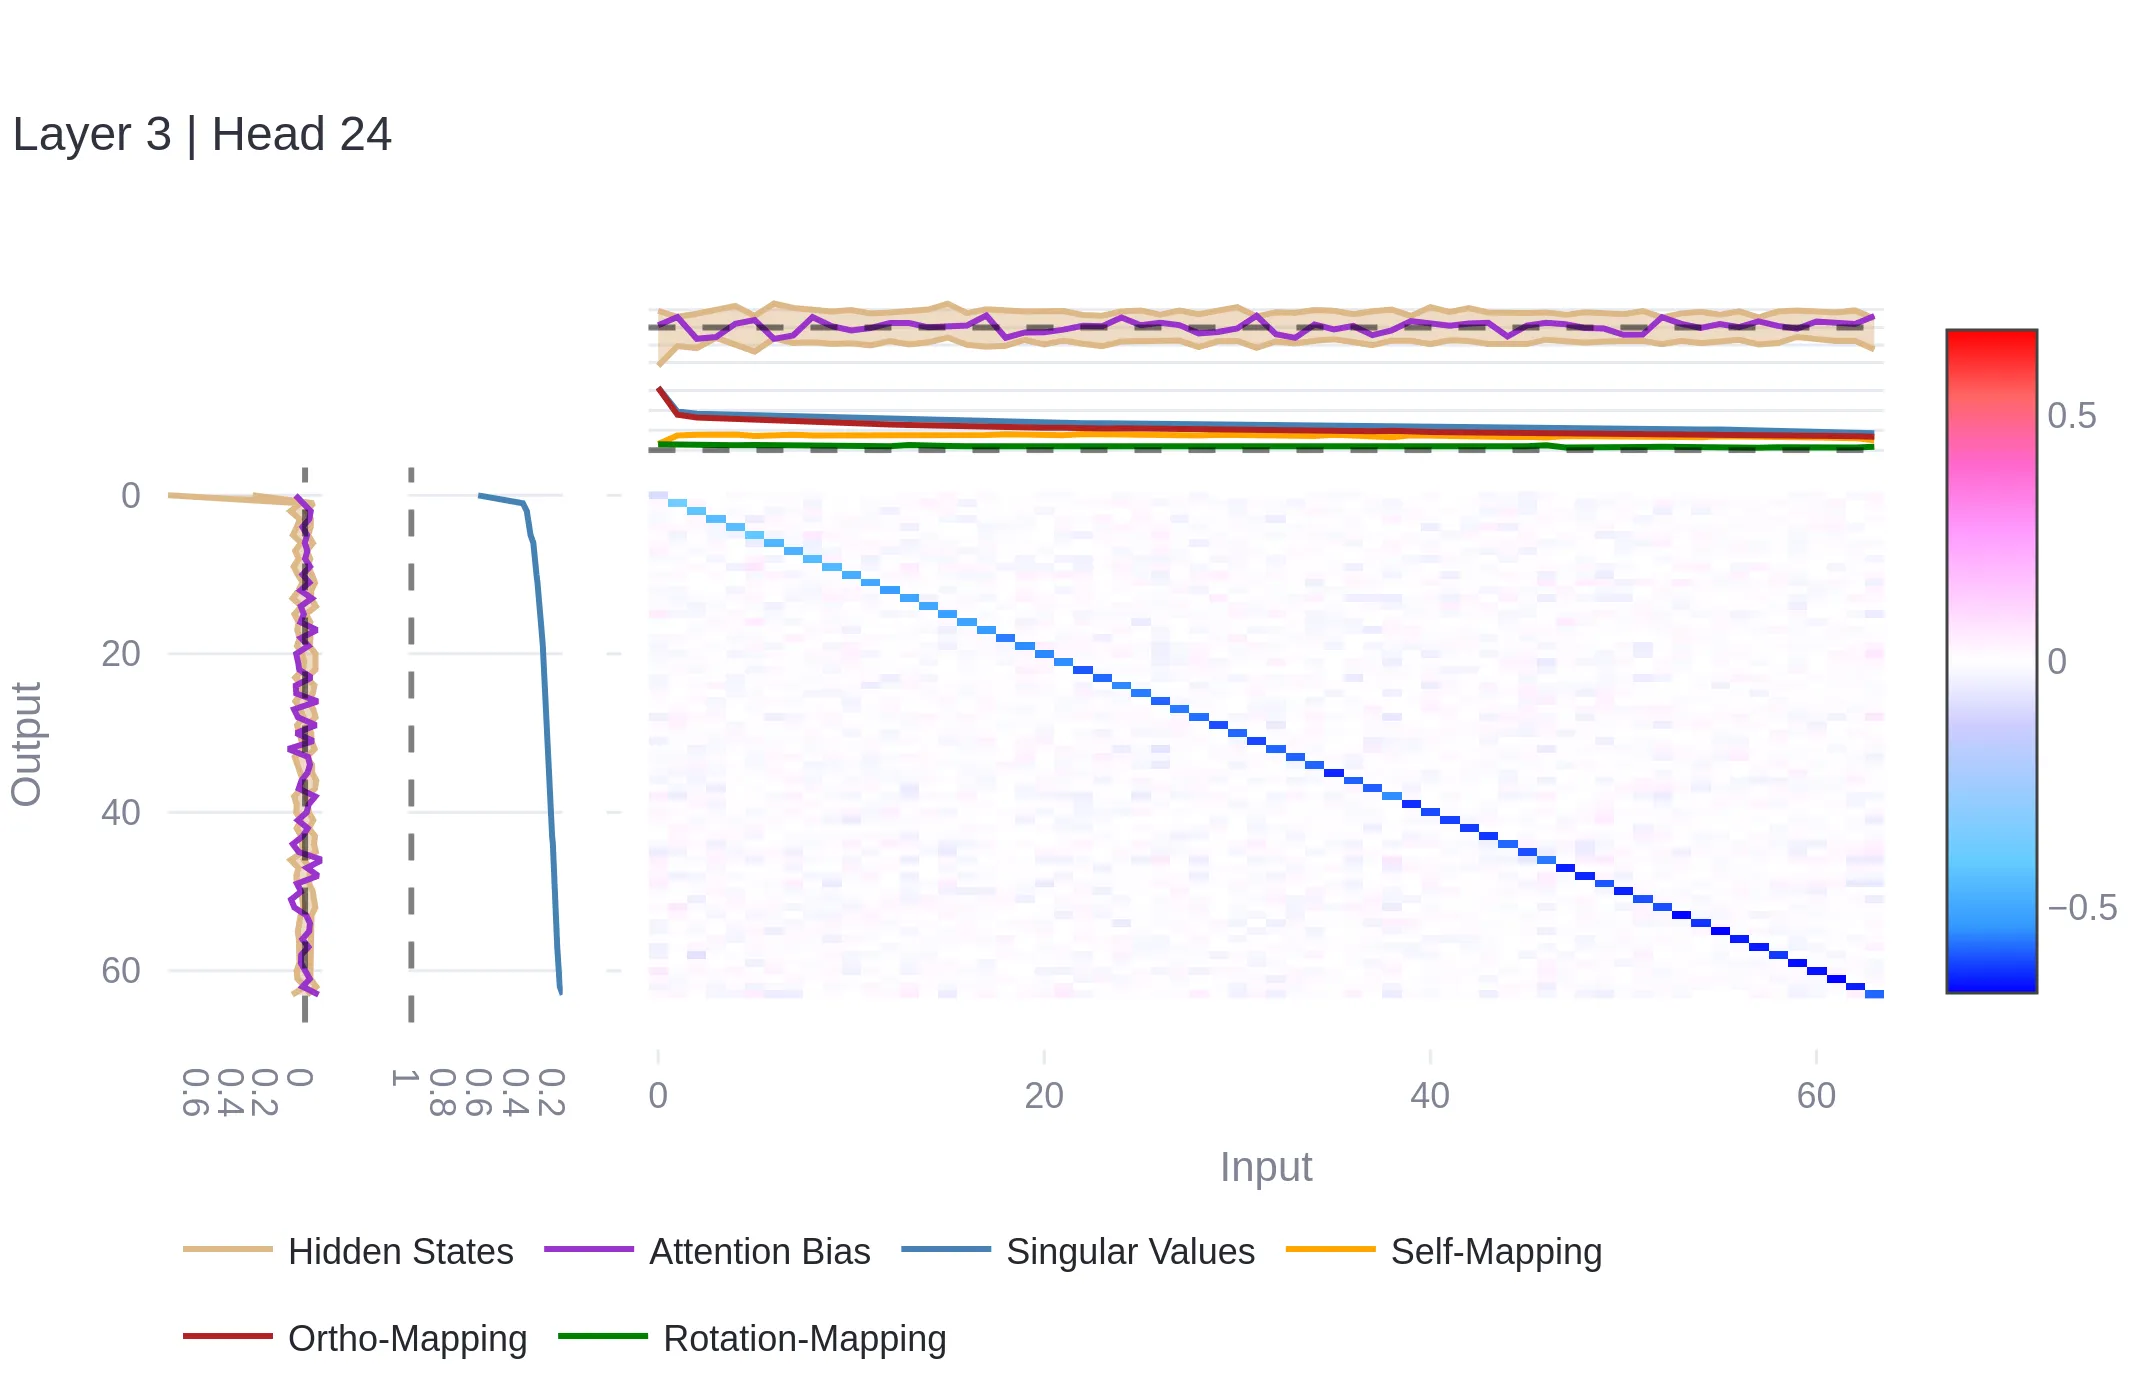 Layer 3 | Head 24
0
20
40
60
Output
0.6
0.4
0.2
0
1
0.8
0.6
0.4
0.2
0
20
40
60
Input
0.5
0
−0.5
Hidden States
Attention Bias
Singular Values
Self-Mapping
Ortho-Mapping
Rotation-Mapping